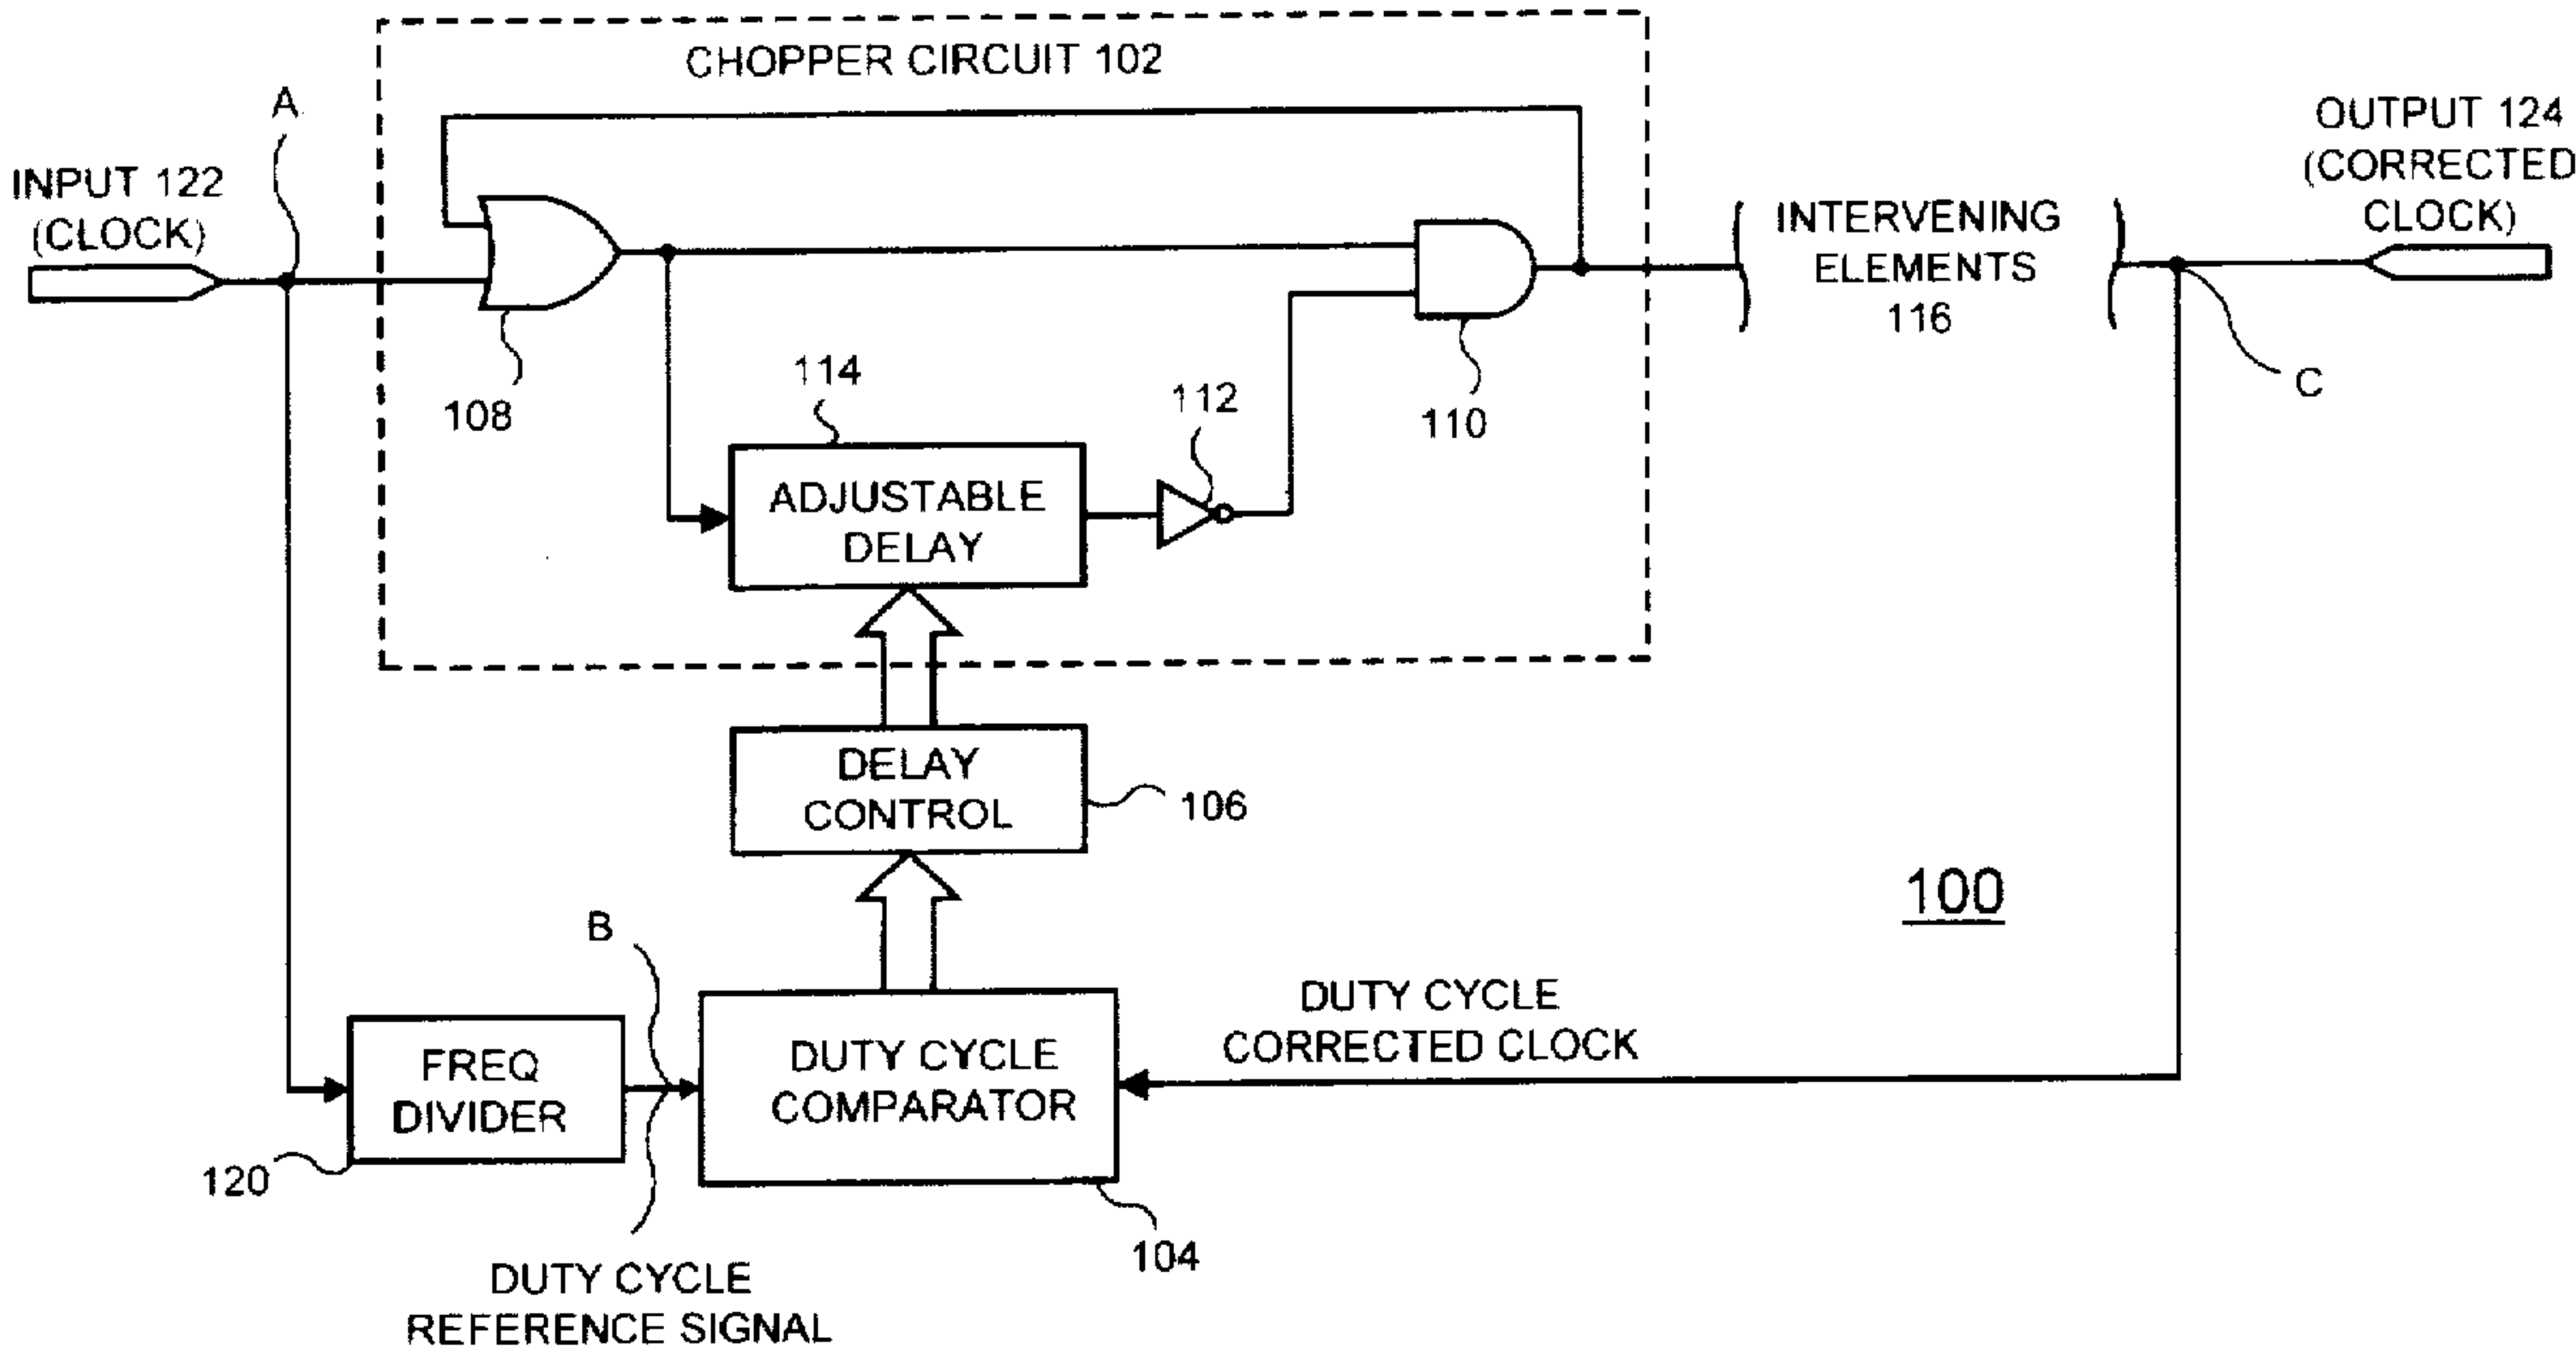 CHOPPER CIRCUIT 102
A
INPUT 122
(CLOCK)
OUTPUT 124
(CORRECTED
CLOCK)
INTERVENING
ELEMENTS
116
108
110
C
114
112
ADJUSTABLE
DELAY
DELAY
CONTROL
106
100
B
FREQ
DIVIDER
120
DUTY CYCLE
COMPARATOR
104
DUTY CYCLE
CORRECTED CLOCK
DUTY CYCLE
REFERENCE SIGNAL